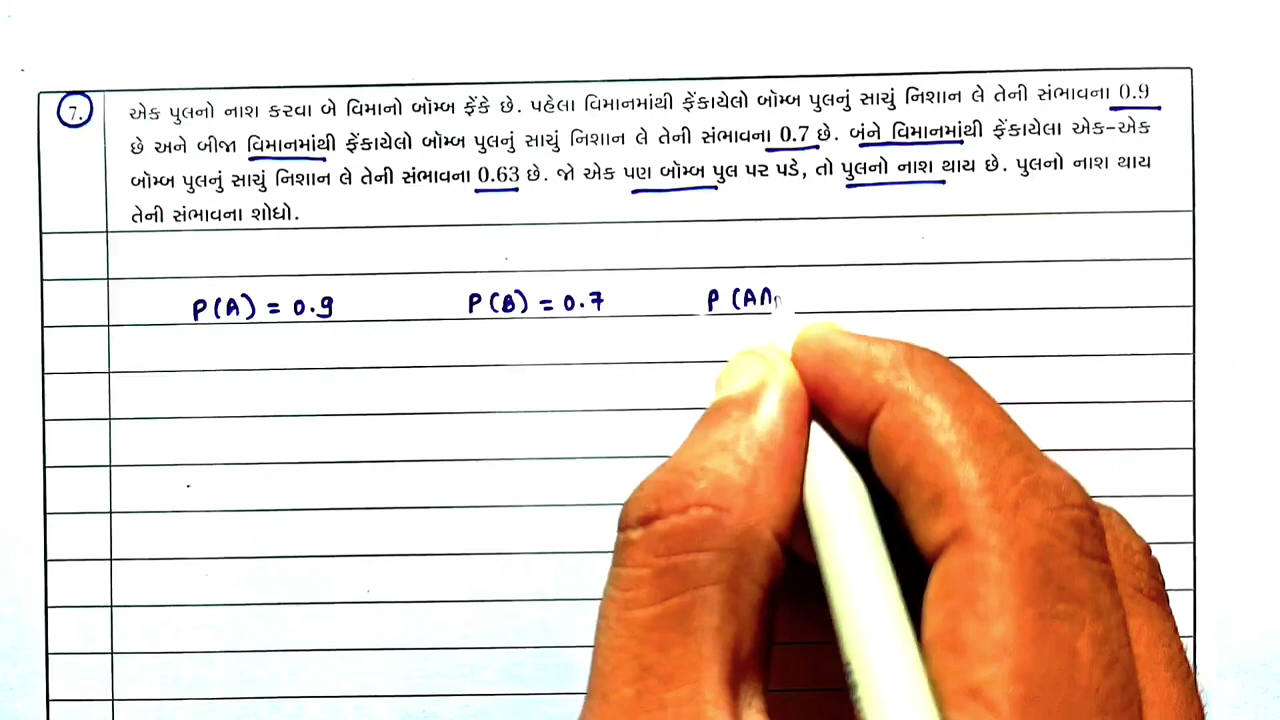 7. એક પુલનો નાશ કરવા બે વિમાનો બૉમ્બ ફેંકે છે. પહેલા વિમાનમાંથી ફેંકાયેલો બૉમ્બ પુલનું સાચું નિશાન લે તેની સંભાવના 0.9
છે અને બીજા વિમાનમાંથી ફેંકાયેલો બૉમ્બ પુલનું સાચું નિશાન લે તેની સંભાવના 0.7 છે. બંને વિમાનમાંથી ફેંકાયેલા એક-એક
બૉમ્બ પુલનું સાચું નિશાન લે તેની સંભાવના 0.63 છે. જો એક પણ બૉમ્બ પુલ પર પડે, તો પુલનો નાશ થાય છે. પુલનો નાશ થાય
તેની સંભાવના શોધો.
P(A) = 0.9 P(B) = 0.7 P(A∩